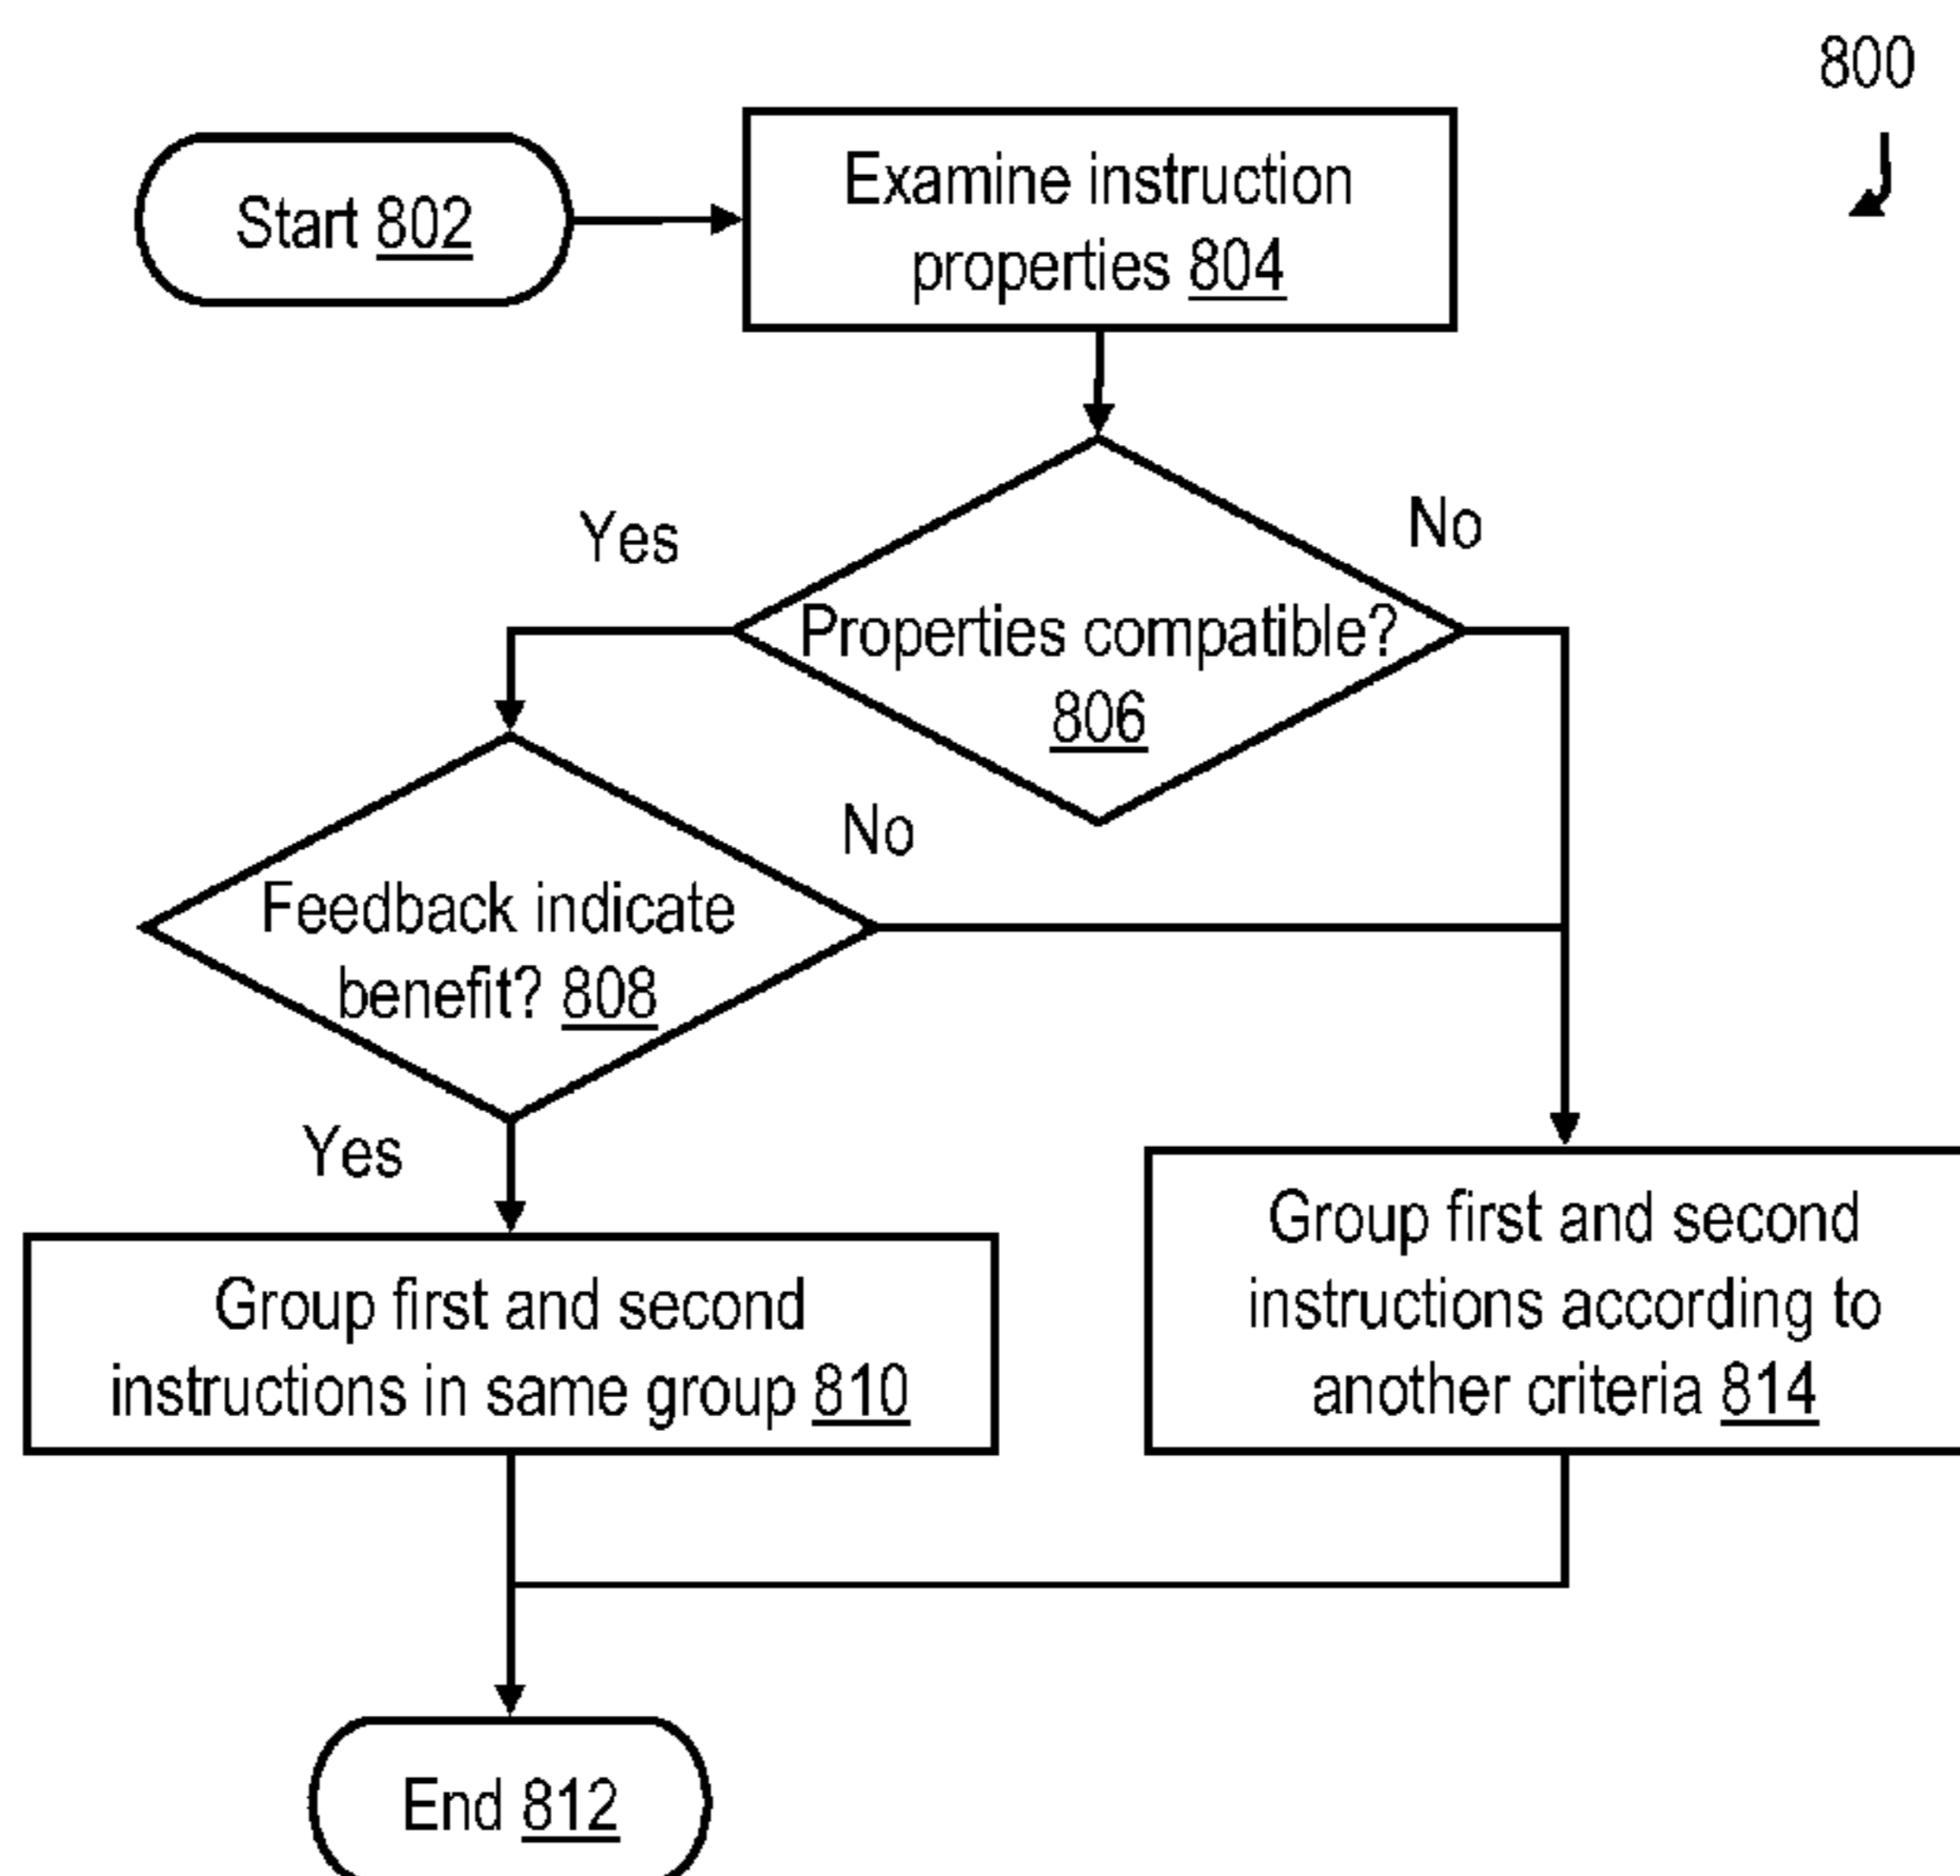 800
Start 802
Examine instruction
properties 804
Yes
No
Properties compatible?
806
No
Feedback indicate
benefit? 808
Yes
Group first and second
instructions in same group 810
Group first and second
instructions according to
another criteria 814
End 812